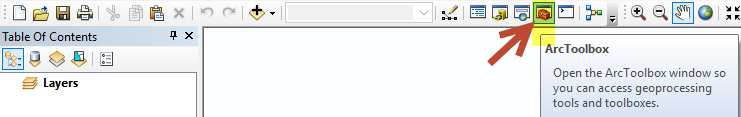 Table Of Contents
Layers
ArcToolbox
Open the ArcToolbox window so
you can access geoprocessing
tools and toolboxes.